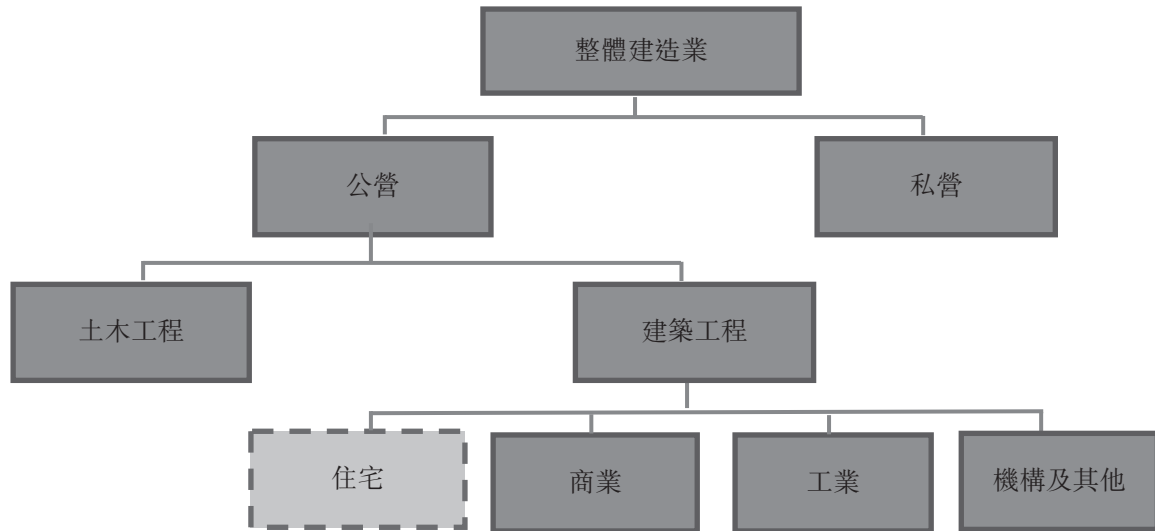 整體建造業
公營
私營
土木工程
建築工程
住宅
商業
工業
機構及其他